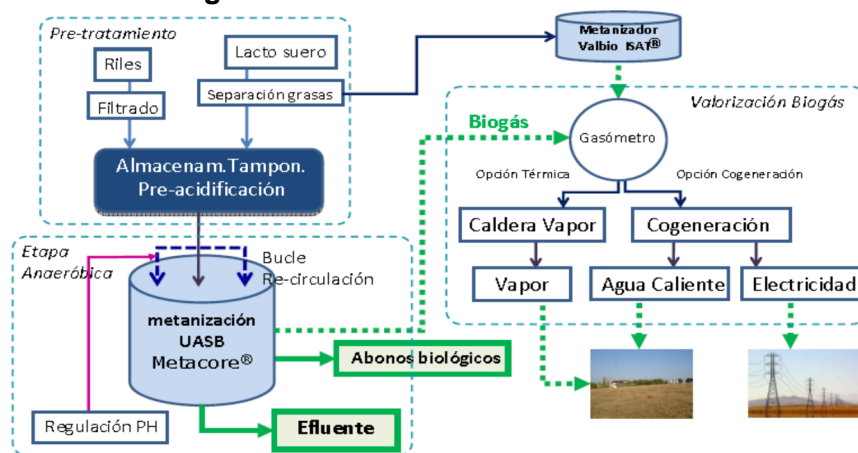 Pre-tratamiento
Riles
Lacto suero
Filtrado
Separación grasas
Almacenam.Tampon.
Pre-acidificación
Metanizador
Valbio ISAT®
Valorización Biogás
Biogás
Gasómetro
Opción Térmica
Opción Cogeneración
Caldera Vapor
Cogeneración
Vapor
Agua Caliente
Electricidad
Etapa
Anaeróbica
Bucle
Re-circulación
metanización
UASB
Metacore®
Abonos biológicos
Regulación PH
Efluente